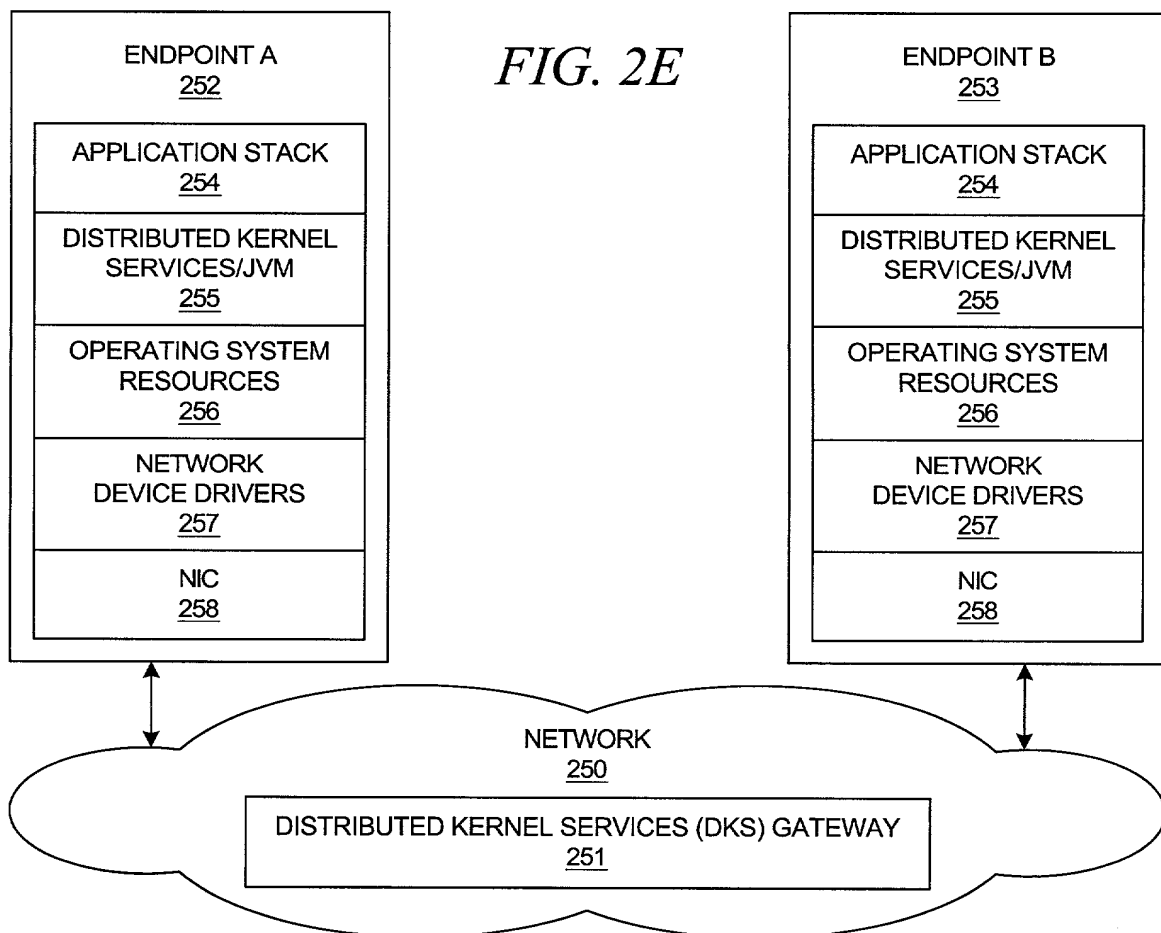 FIG. 2E
ENDPOINT A
252
APPLICATION STACK
254
DISTRIBUTED KERNEL
SERVICES/JVM
255
OPERATING SYSTEM
RESOURCES
256
NETWORK
DEVICE DRIVERS
257
NIC
258
ENDPOINT B
253
APPLICATION STACK
254
DISTRIBUTED KERNEL
SERVICES/JVM
255
OPERATING SYSTEM
RESOURCES
256
NETWORK
DEVICE DRIVERS
257
NIC
258
NETWORK
250
DISTRIBUTED KERNEL SERVICES (DKS) GATEWAY
251